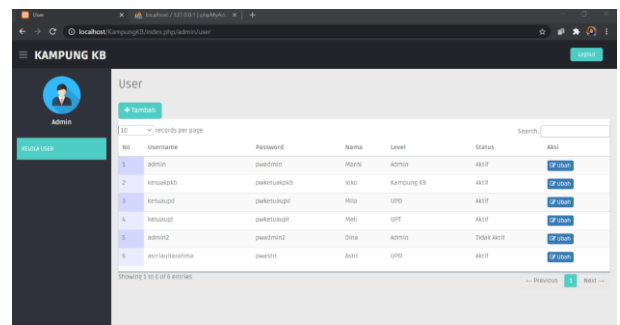 User
localhost / 127.0.0.1 | phpMyAd
localhost/KampungKB/index.php/admin/user
KAMPUNG KB
Logout
Admin
KELOLA USER
User
Tambah
10 records per page
Search:
No Username Password Nama Level Status Aksi
1 admin pwadmin Marni Admin Aktif Ubah
2 ketuakpkb pwketuakpkb Joko Kampung KB Aktif Ubah
3 ketuaupd pwketuaupd Mila UPD Aktif Ubah
4 ketuaupt pwketuaupt Meli UPT Aktif Ubah
5 admin2 pwadmin2 Dina Admin Tidak Aktif Ubah
6 astriauliarahma pwastri Astri UPD Aktif Ubah
Showing 1 to 6 of 6 entries
← Previous 1 Next →